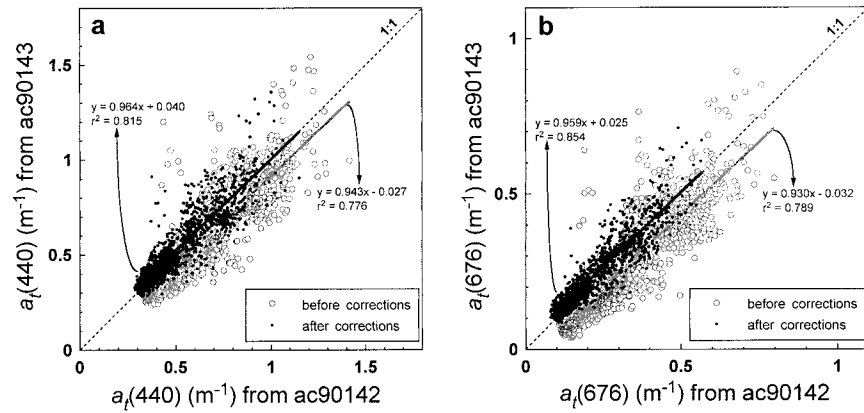 a
1:1
y = 0.964x + 0.040
r² = 0.815
y = 0.943x - 0.027
r² = 0.776
1.5
1
0.5
0
0
0.5
1
1.5
before corrections
after corrections
aₜ(440) (m⁻¹) from ac90143
aₜ(440) (m⁻¹) from ac90142
b
1:1
y = 0.959x + 0.025
r² = 0.854
y = 0.930x - 0.032
r² = 0.789
1
0.5
0
0
0.5
1
before corrections
after corrections
aₜ(676) (m⁻¹) from ac90143
aₜ(676) (m⁻¹) from ac90142